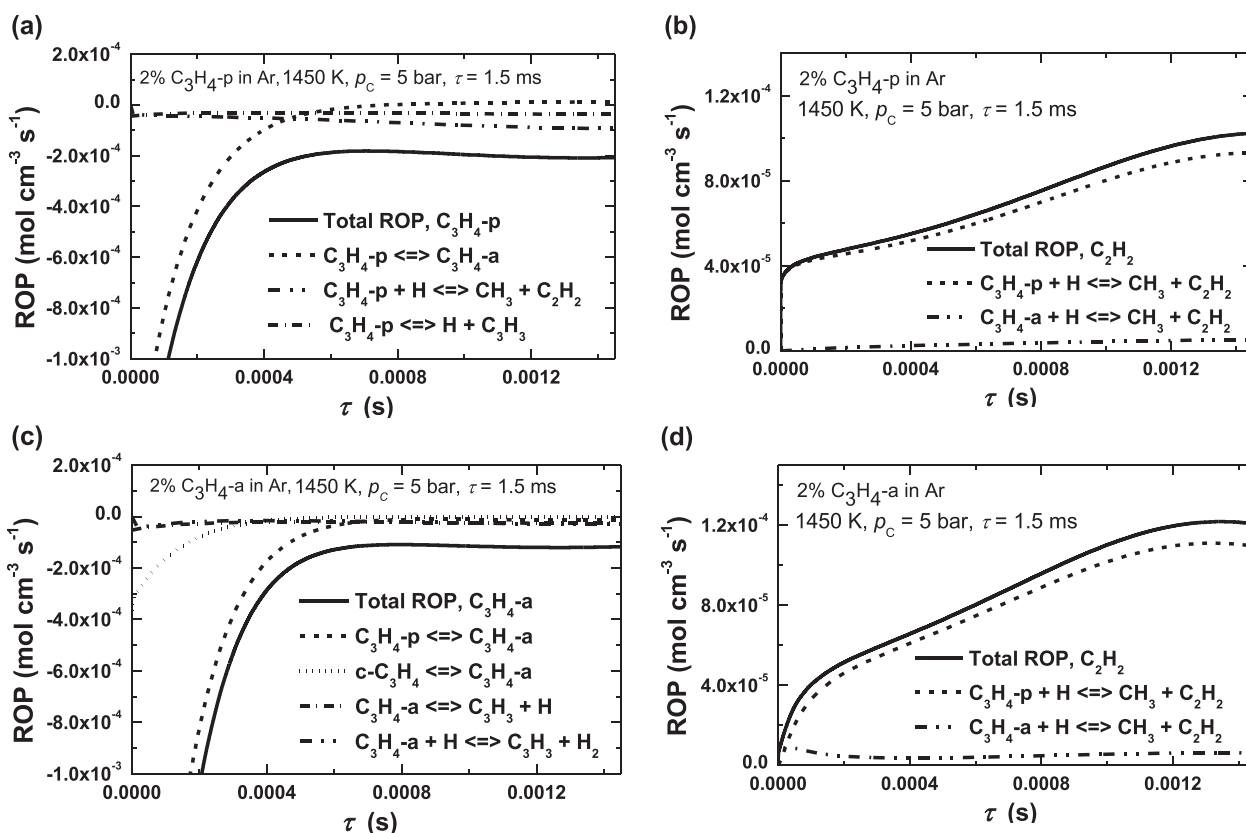 (a)
2.0x10⁻⁴
0.0
-2.0x10⁻⁴
-4.0x10⁻⁴
-6.0x10⁻⁴
-8.0x10⁻⁴
-1.0x10⁻³
ROP (mol cm⁻³ s⁻¹)
2% C₃H₄-p in Ar, 1450 K, p_C = 5 bar, τ = 1.5 ms
Total ROP, C₃H₄-p
C₃H₄-p <=> C₃H₄-a
C₃H₄-p + H <=> CH₃ + C₂H₂
C₃H₄-p <=> H + C₃H₃
0.0000 0.0004 0.0008 0.0012
τ (s)
(b)
1.2x10⁻⁴
8.0x10⁻⁵
4.0x10⁻⁵
0.0
ROP (mol cm⁻³ s⁻¹)
2% C₃H₄-p in Ar
1450 K, p_C = 5 bar, τ = 1.5 ms
Total ROP, C₂H₂
C₃H₄-p + H <=> CH₃ + C₂H₂
C₃H₄-a + H <=> CH₃ + C₂H₂
0.0000 0.0004 0.0008 0.0012
τ (s)
(c)
2.0x10⁻⁴
0.0
-2.0x10⁻⁴
-4.0x10⁻⁴
-6.0x10⁻⁴
-8.0x10⁻⁴
-1.0x10⁻³
ROP (mol cm⁻³ s⁻¹)
2% C₃H₄-a in Ar, 1450 K, p_C = 5 bar, τ = 1.5 ms
Total ROP, C₃H₄-a
C₃H₄-p <=> C₃H₄-a
c-C₃H₄ <=> C₃H₄-a
C₃H₄-a <=> C₃H₃ + H
C₃H₄-a + H <=> C₃H₃ + H₂
0.0000 0.0004 0.0008 0.0012
τ (s)
(d)
1.2x10⁻⁴
8.0x10⁻⁵
4.0x10⁻⁵
0.0
ROP (mol cm⁻³ s⁻¹)
2% C₃H₄-a in Ar
1450 K, p_C = 5 bar, τ = 1.5 ms
Total ROP, C₂H₂
C₃H₄-p + H <=> CH₃ + C₂H₂
C₃H₄-a + H <=> CH₃ + C₂H₂
0.0000 0.0004 0.0008 0.0012
τ (s)